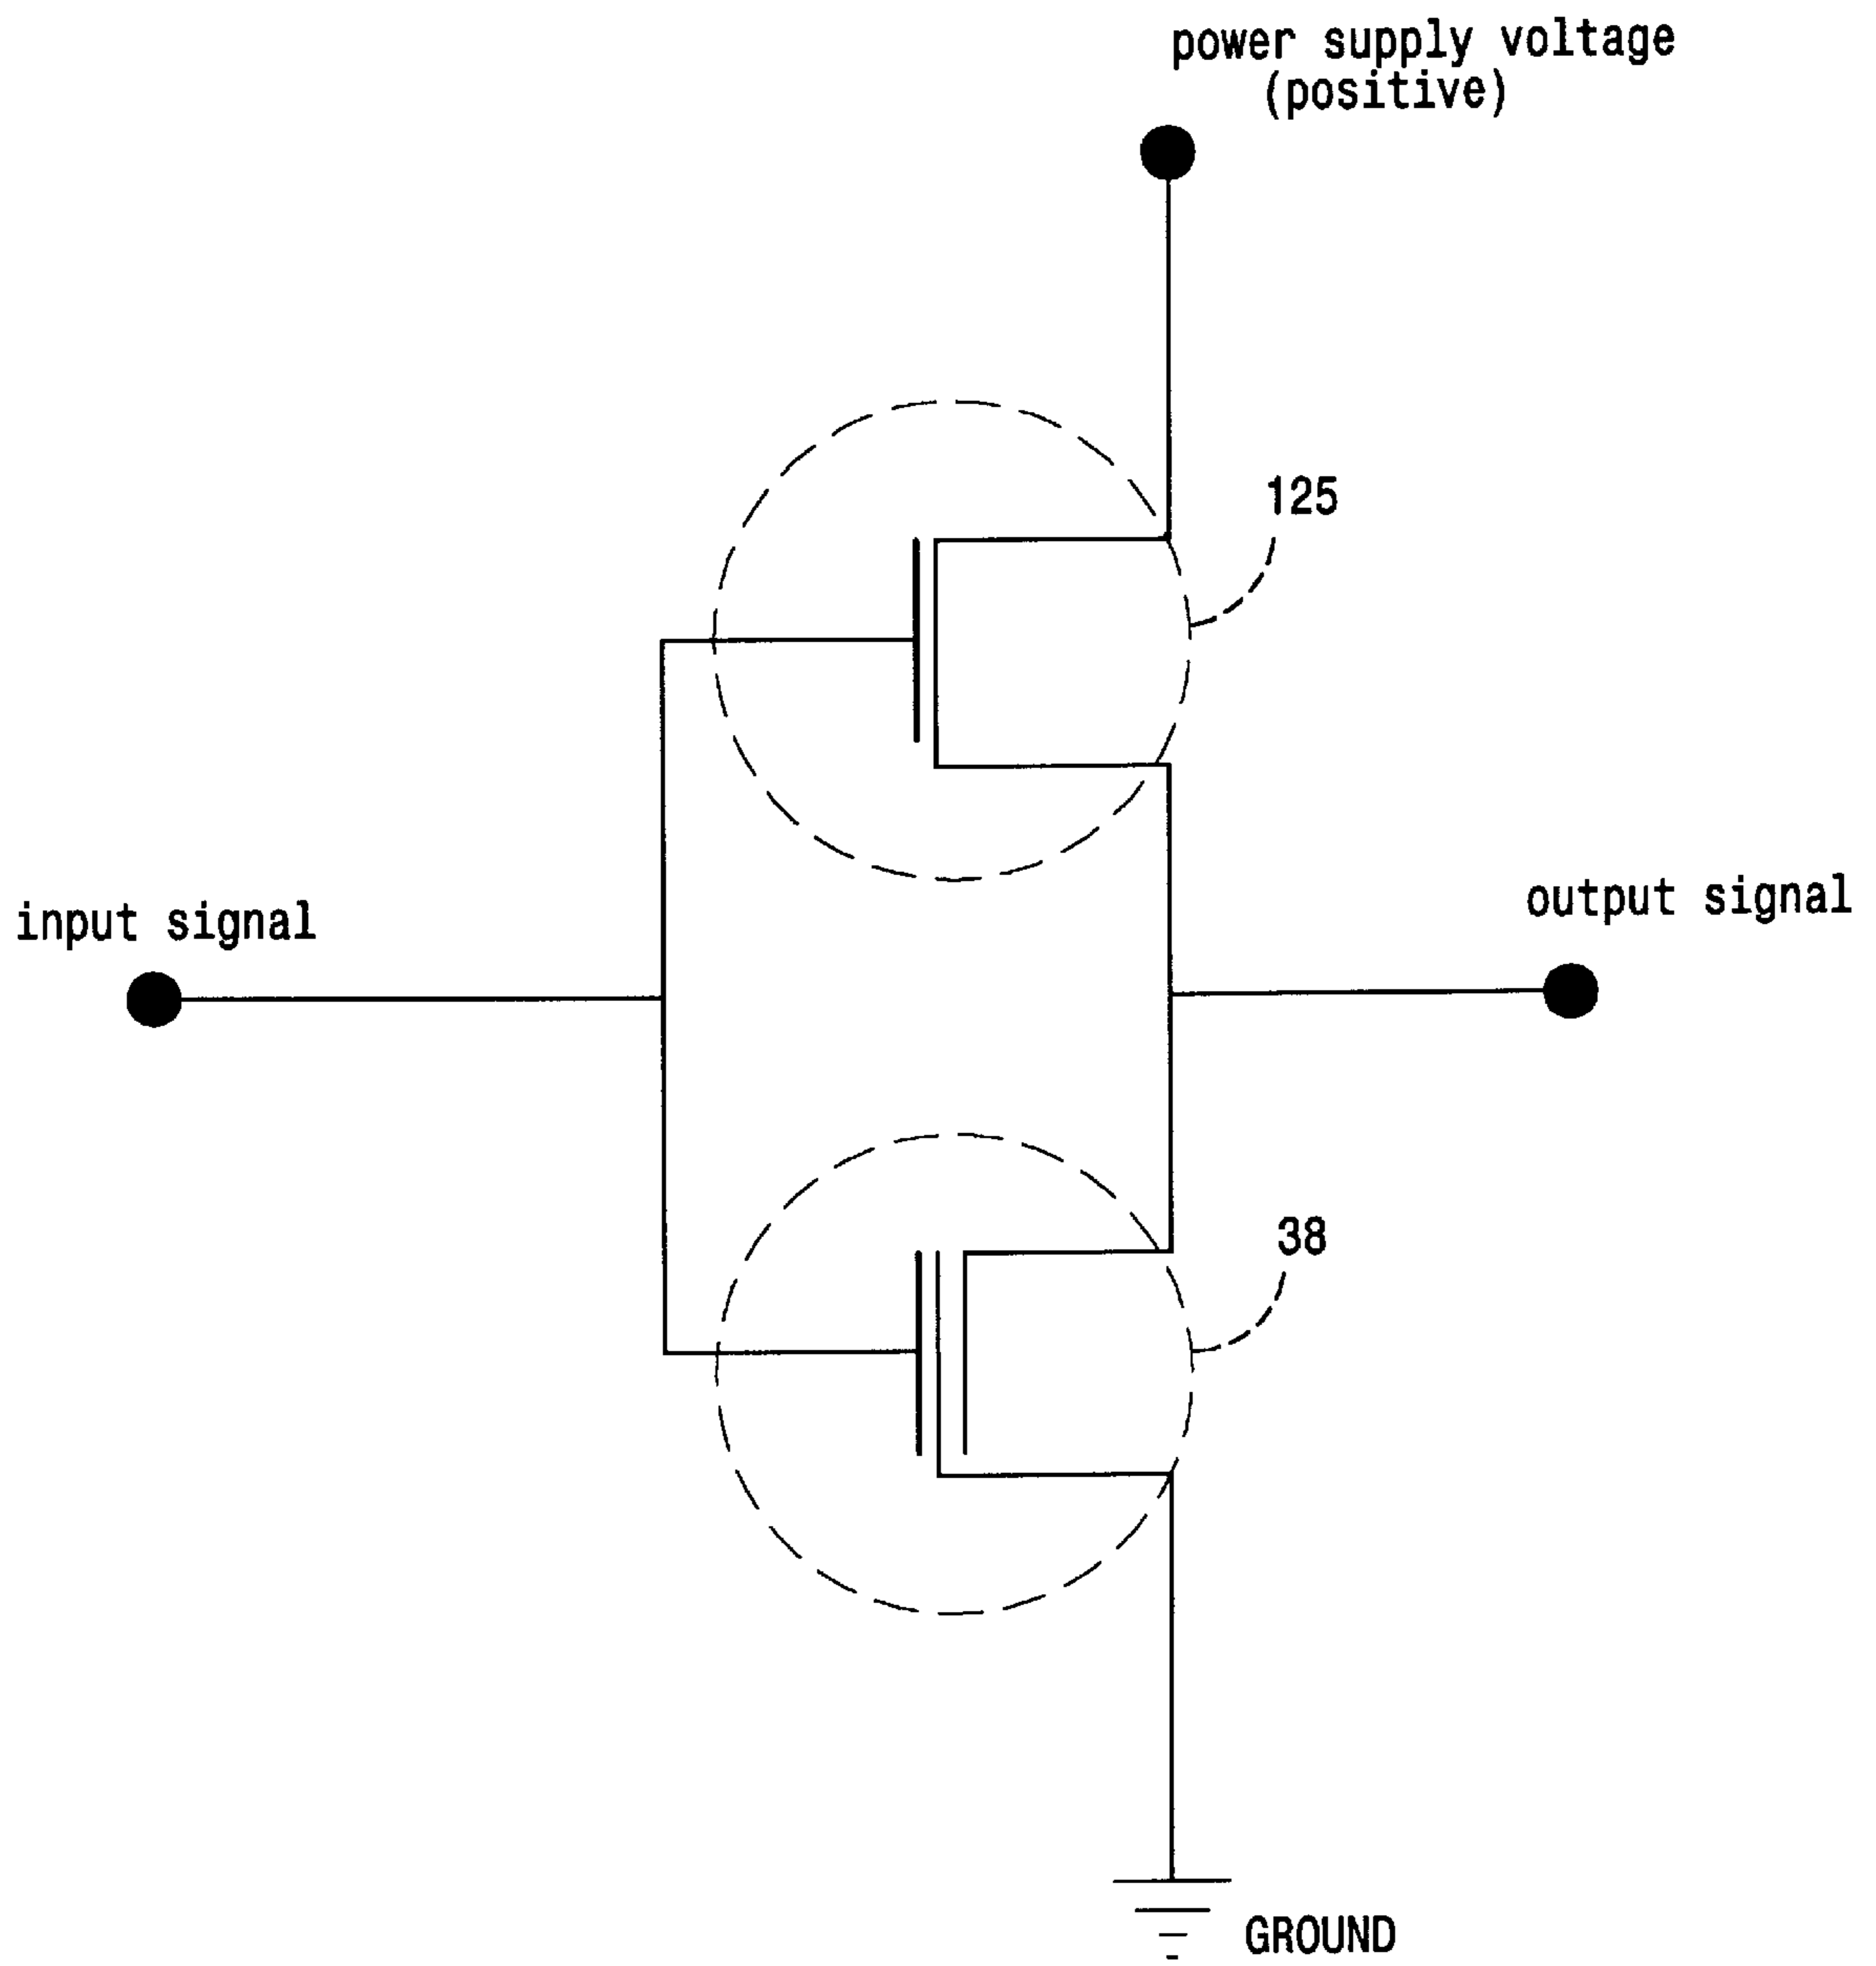 power supply voltage
(positive)
125
input signal
output signal
38
GROUND